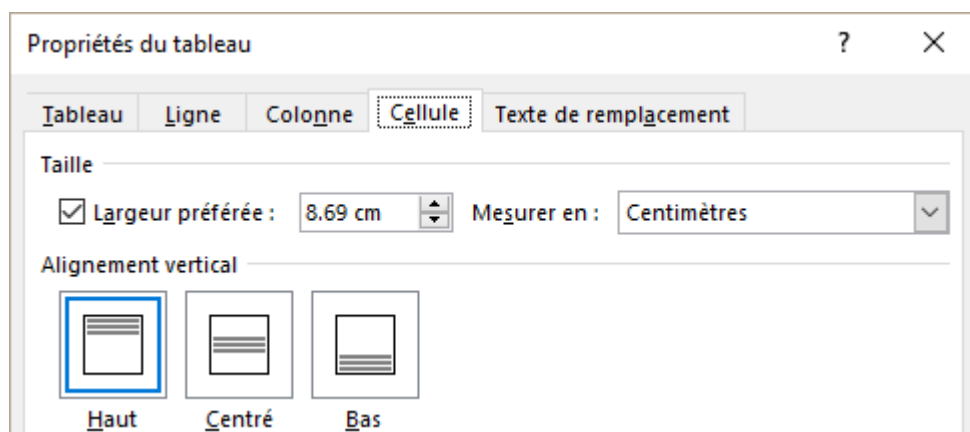 Propriétés du tableau ?
Tableau Ligne Colonne Cellule Texte de remplacement
Taille
Largeur préférée : 8.69 cm Mesurer en : Centimètres
Alignement vertical
Haut Centré Bas